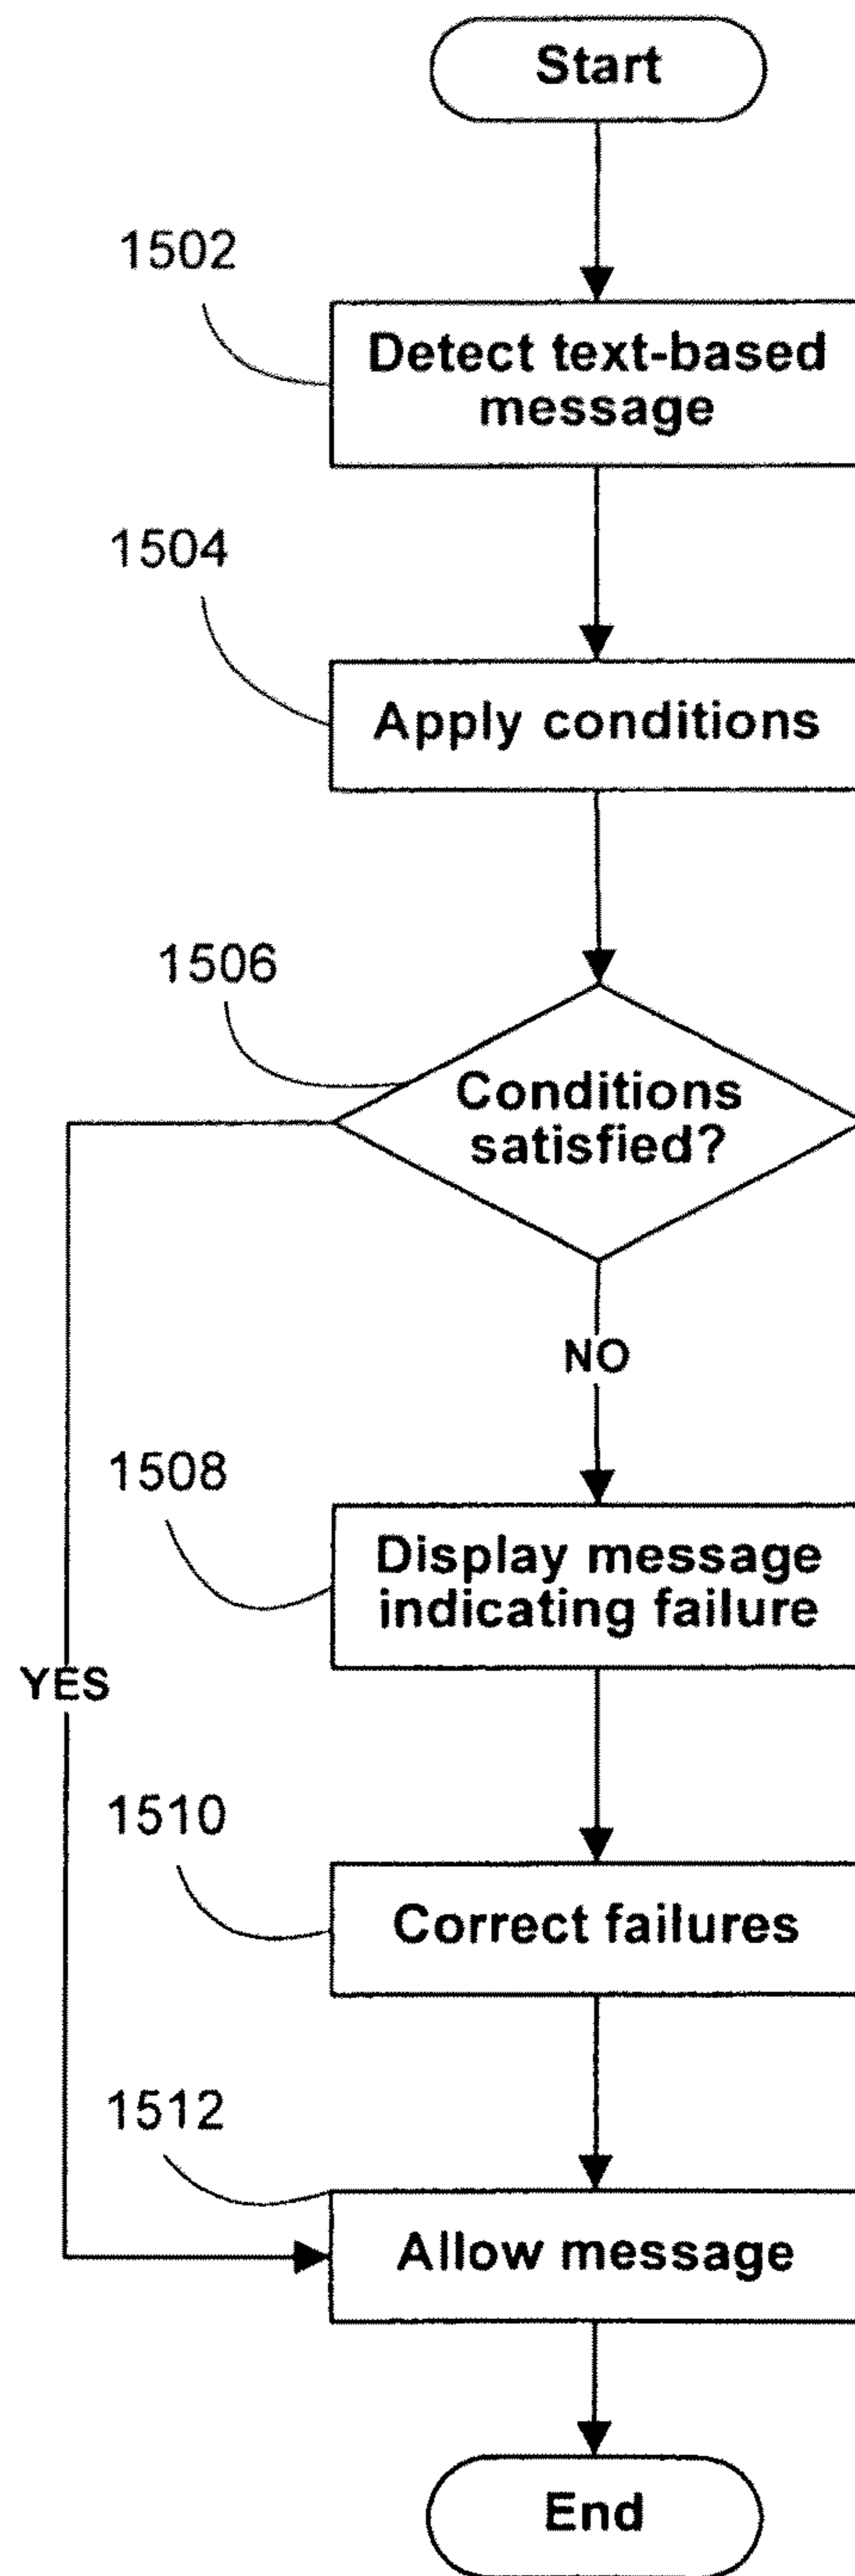 Start
1502
Detect text-based
message
1504
Apply conditions
1506
Conditions
satisfied?
NO
1508
Display message
indicating failure
YES
1510
Correct failures
1512
Allow message
End